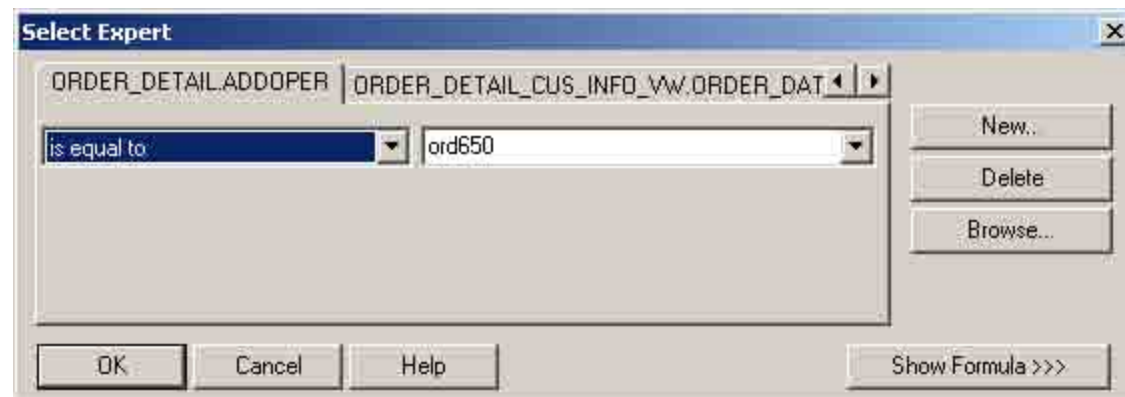 Select Expert
ORDER_DETAIL.ADDOPER
ORDER_DETAIL_CUS_INFO_VW.ORDER_DAT
is equal to
ord650
New..
Delete
Browse...
OK
Cancel
Help
Show Formula >>>